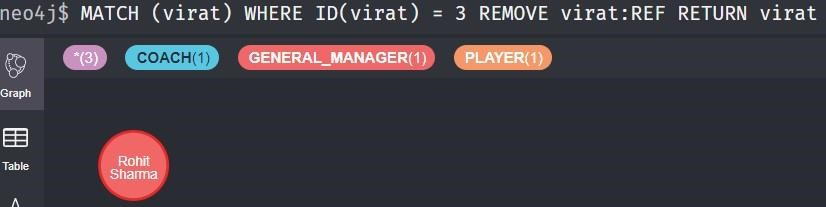 neo4j$ MATCH (virat) WHERE ID(virat) = 3 REMOVE virat:REF RETURN virat
*(3) COACH(1) GENERAL_MANAGER(1) PLAYER(1)
Graph
Table
Rohit
Sharma
A